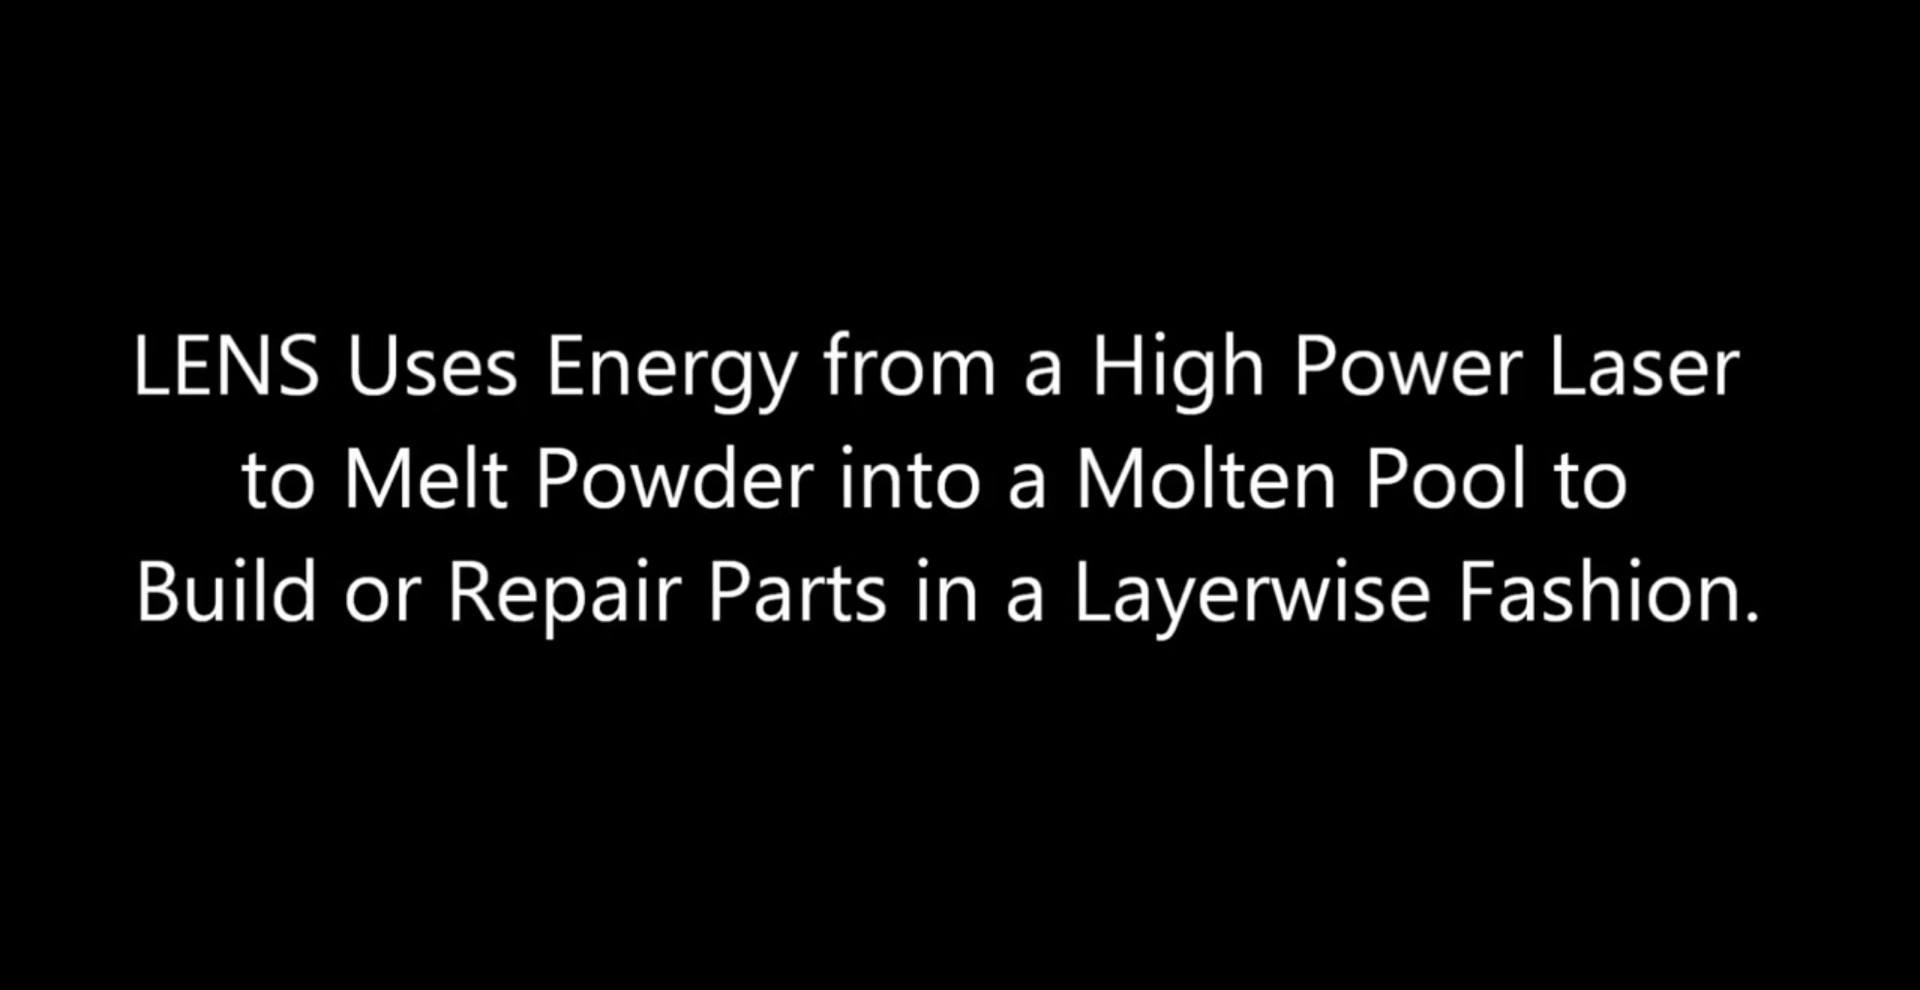 LENS Uses Energy from a High Power Laser
to Melt Powder into a Molten Pool to
Build or Repair Parts in a Layerwise Fashion.